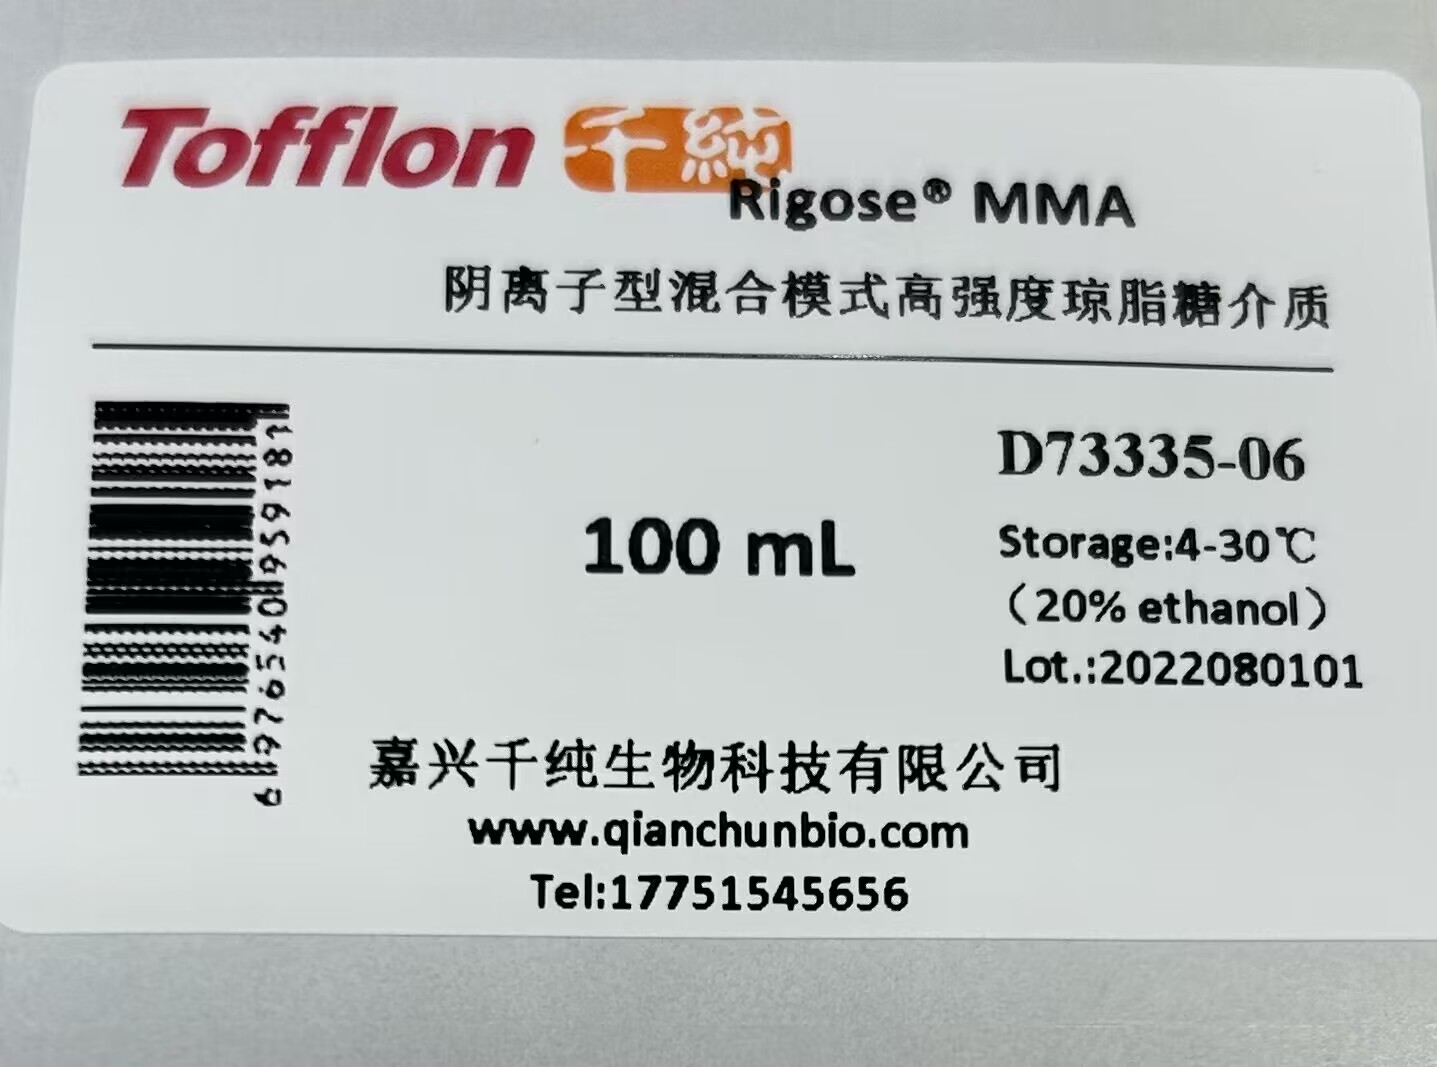 Tofflon 千純
Rigose® MMA
阴离子型混合模式高强度琼脂糖介质
D73335-06
100 mL
Storage:4-30℃
（20% ethanol）
Lot.:2022080101
6976540959181
嘉兴千纯生物科技有限公司
www.qianchunbio.com
Tel:17751545656